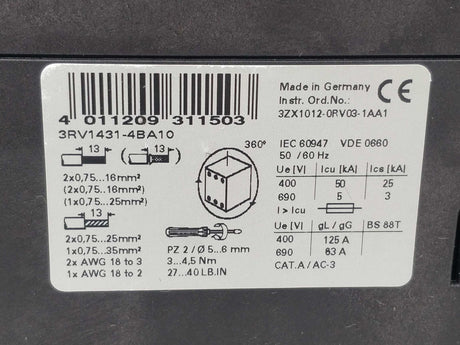 Made in Germany
Instr. Ord.No.:
3ZX1012-0RV03-1AA1
CE
4 011209 311503
3RV1431-4BA10
13
( 13 )
360°
2x0,75...16mm²
(2x0,75...16mm²)
(1x0,75...25mm²)
13
2x0,75...25mm²
1x0,75...35mm²
2x AWG 18 to 3
1x AWG 18 to 2
PZ 2 / Ø 5...6 mm
3...4,5 Nm
27...40 LB.IN
IEC 60947 VDE 0660
50 / 60 Hz
Ue [V] Icu [kA] Ics [kA]
400 50 25
690 5 3
I > Icu
Ue [V] gL / gG BS 88T
400 125 A
690 83 A
CAT.A / AC-3